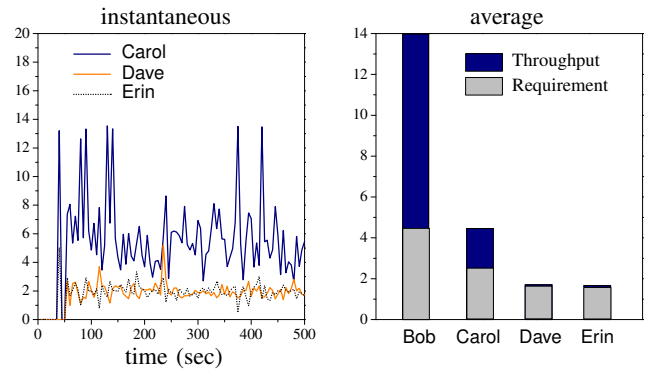 instantaneous
20
18
16
14
12
10
8
6
4
2
0
Carol
Dave
Erin
0 100 200 300 400 500
time (sec)
average
14
12
10
8
6
4
2
0
Throughput
Requirement
Bob Carol Dave Erin